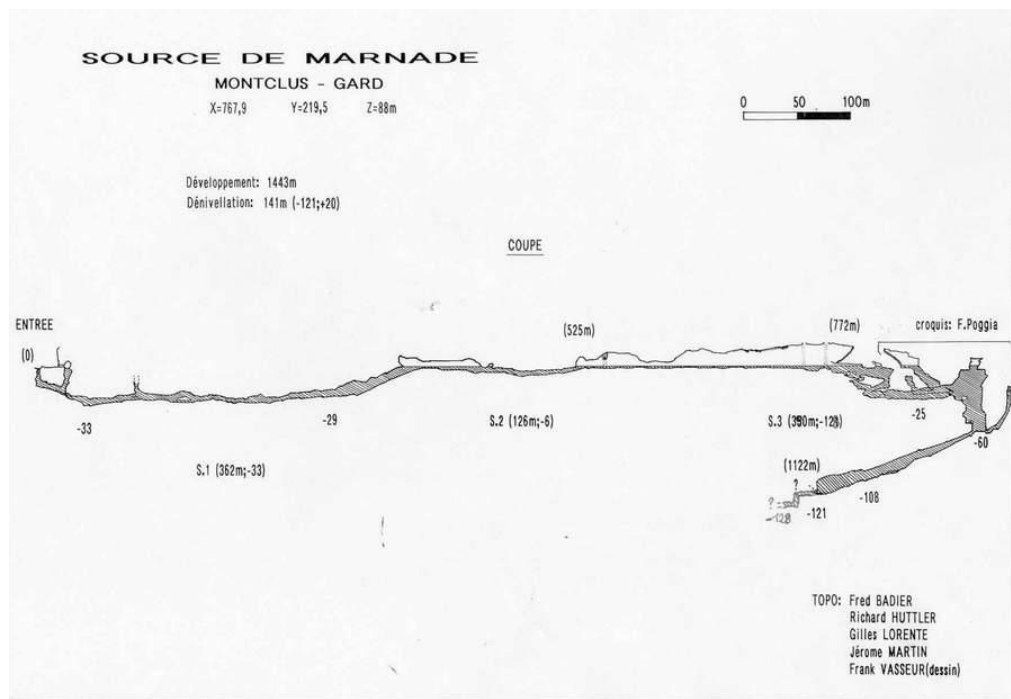 SOURCE DE MARNADE
MONTCLUS - GARD
X=767,9 Y=219,5 Z=88m
0 50 100m
Développement: 1443m
Dénivellation: 141m (-121;+20)
COUPE
ENTREE
(0)
(525m)
(772m)
croquis: F.Poggia
-33
-29
S.1 (362m;-33)
S.2 (126m;-6)
S.3
-25
-60
(1122m)
-108
-121
?
?
-128
TOPO: Fred BADIER
Richard HUTTLER
Gilles LORENTE
Jérome MARTIN
Frank VASSEUR(dessin)